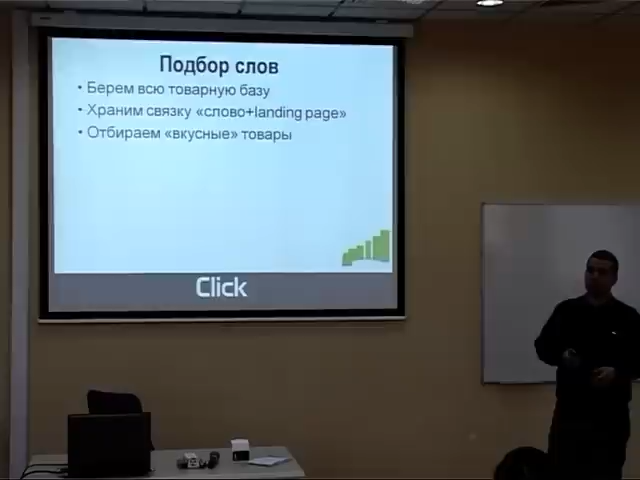 Подбор слов
• Берем всю товарную базу
• Храним связку «слово+landing page»
• Отбираем «вкусные» товары
Click